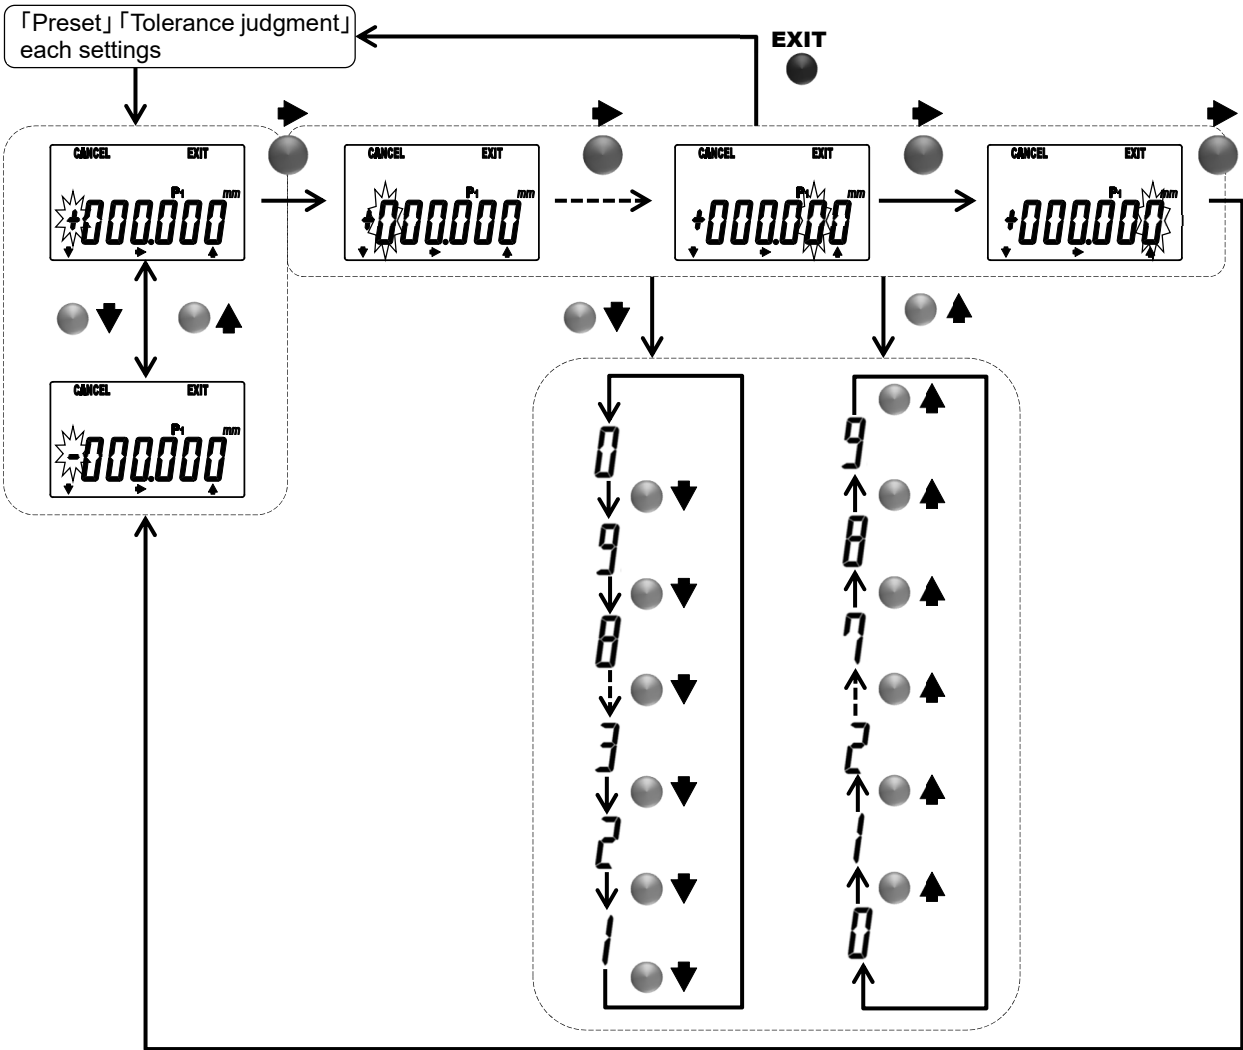 「Preset」「Tolerance judgment」
each settings
EXIT
CANCEL EXIT
P1 mm
+000.000
CANCEL EXIT
P1 mm
+000.000
CANCEL EXIT
P1 mm
+000.000
CANCEL EXIT
P1 mm
+000.000
CANCEL EXIT
P1 mm
-000.000
0
9
8
3
2
1
9
8
7
2
1
0